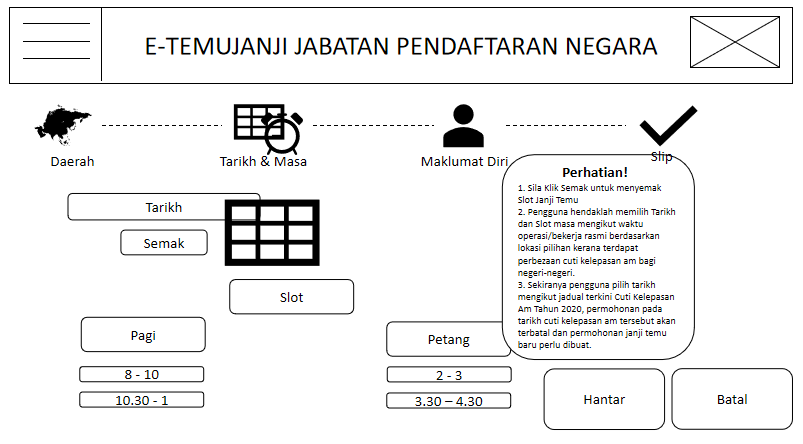 E-TEMUJANJI JABATAN PENDAFTARAN NEGARA
Daerah
Tarikh & Masa
Maklumat Diri
Slip
Tarikh
Semak
Slot
Pagi
8 - 10
10.30 - 1
Petang
2 - 3
3.30 – 4.30
Perhatian!
1. Sila Klik Semak untuk menyemak
Slot Janji Temu
2. Pengguna hendaklah memilih Tarikh
dan Slot masa mengikut waktu
operasi/bekerja rasmi berdasarkan
lokasi pilihan kerana terdapat
perbezaan cuti kelepasan am bagi
negeri-negeri.
3. Sekiranya pengguna pilih tarikh
mengikut jadual terkini Cuti Kelepasan
Am Tahun 2020, permohonan pada
tarikh cuti kelepasan am tersebut akan
terbatal dan permohonan janji temu
baru perlu dibuat.
Hantar
Batal